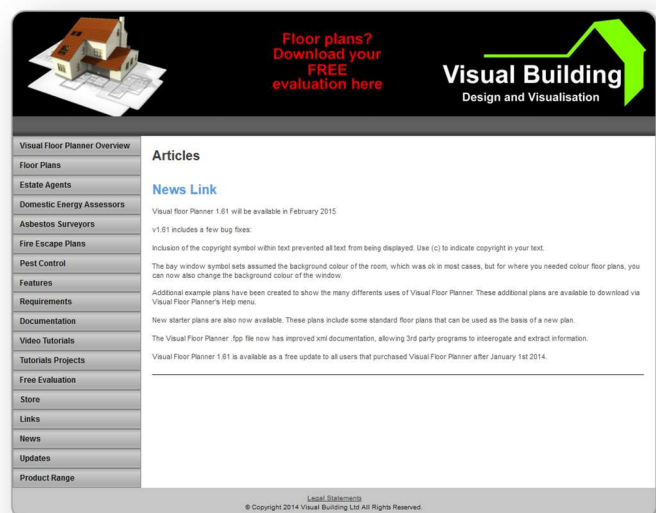 Floor plans?
Download your
FREE
evaluation here
Visual Building
Design and Visualisation
Visual Floor Planner Overview
Floor Plans
Estate Agents
Domestic Energy Assessors
Asbestos Surveyors
Fire Escape Plans
Pest Control
Features
Requirements
Documentation
Video Tutorials
Tutorials Projects
Free Evaluation
Store
Links
News
Updates
Product Range
Articles
News Link
Visual floor Planner 1.61 will be available in February 2015
v1.61 includes a few bug fixes:
Inclusion of the copyright symbol within text prevented all text from being displayed. Use (c) to indicate copyright in your text.
The bay window symbol sets assumed the background colour of the room, which was ok in most cases, but for where you needed colour floor plans, you
can now also change the background colour of the window.
Additional example plans have been created to show the many differents uses of Visual Floor Planner. These additional plans are available to download via
Visual Floor Planner's Help menu.
New starter plans are also now available. These plans include some standard floor plans that can be used as the basis of a new plan.
The Visual Floor Planner .fpp file now has improved xml documentation, allowing 3rd party programs to inteerogate and extract information.
Visual Floor Planner 1.61 is available as a free update to all users that purchased Visual Floor Planner after January 1st 2014.
Legal Statements
© Copyright 2014 Visual Building Ltd All Rights Reserved.